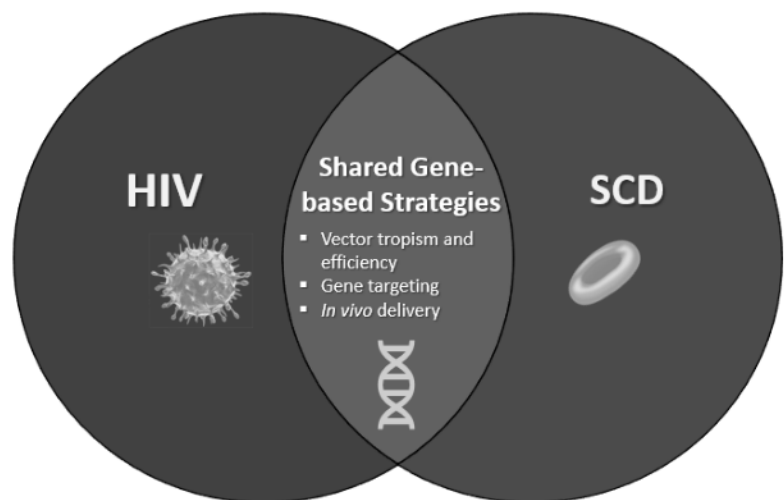 HIV
Shared Gene-
based Strategies
▪ Vector tropism and
efficiency
▪ Gene targeting
▪ In vivo delivery
SCD